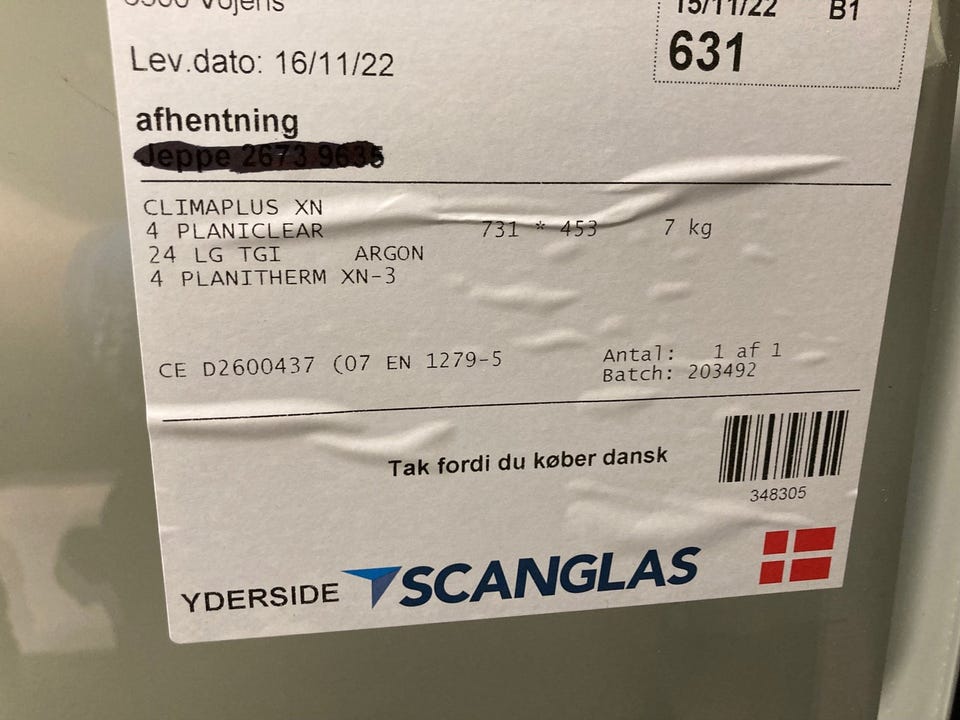 Vojens
15/11/22 B1
631
Lev.dato: 16/11/22
afhentning
CLIMAPLUS XN
4 PLANICLEAR 731 * 453 7 kg
24 LG TGI ARGON
4 PLANITHERM XN-3
CE D2600437 (07 EN 1279-5
Antal: 1 af 1
Batch: 203492
Tak fordi du køber dansk
348305
YDERSIDE SCANGLAS